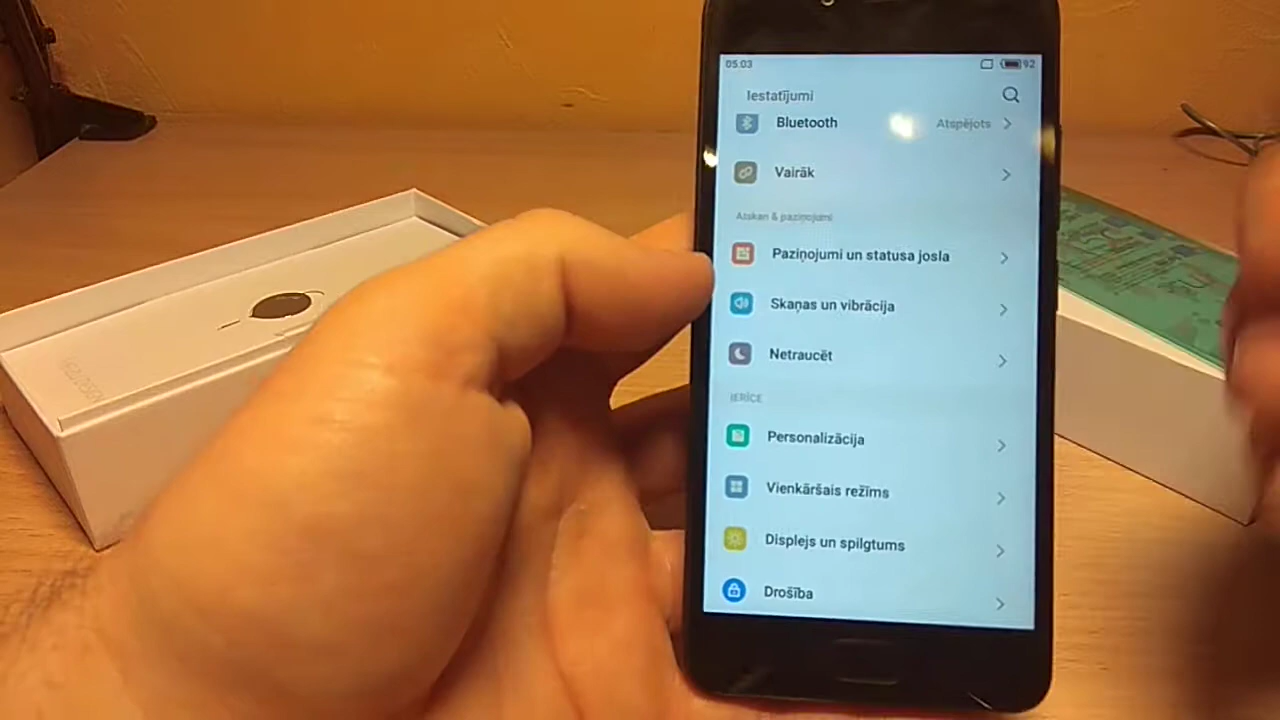 05:03
92
Iestatījumi
Bluetooth
Atspējots
Vairāk
Paziņojumi un statusa josla
Skaņas un vibrācija
Netraucēt
IERĪCE
Personalizācija
Vienkāršais režīms
Displejs un spilgtums
Drošība